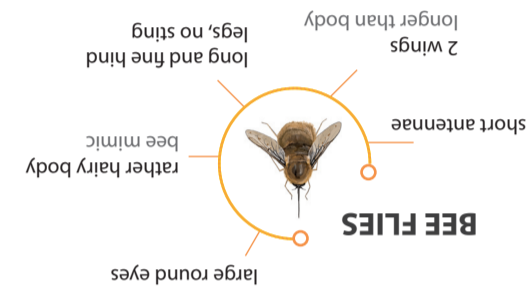 BEE FLIES
large round eyes
short antennae
rather hairy body
bee mimic
2 wings
longer than body
long and fine hind
legs, no sting